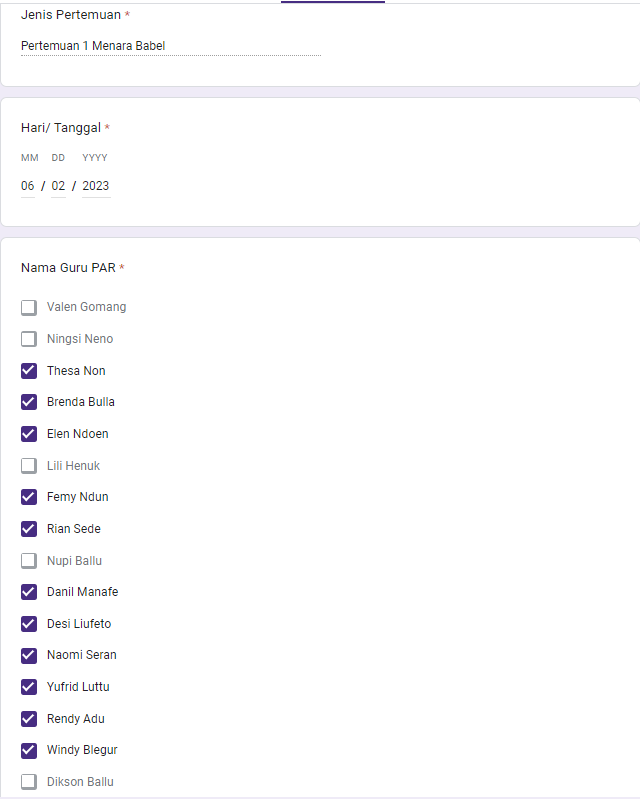 Jenis Pertemuan *
Pertemuan 1 Menara Babel
Hari/ Tanggal *
MM DD YYYY
06 / 02 / 2023
Nama Guru PAR *
Valen Gomang
Ningsi Neno
Thesa Non
Brenda Bulla
Elen Ndoen
Lili Henuk
Femy Ndun
Rian Sede
Nupi Ballu
Danil Manafe
Desi Liufeto
Naomi Seran
Yufrid Luttu
Rendy Adu
Windy Blegur
Dikson Ballu